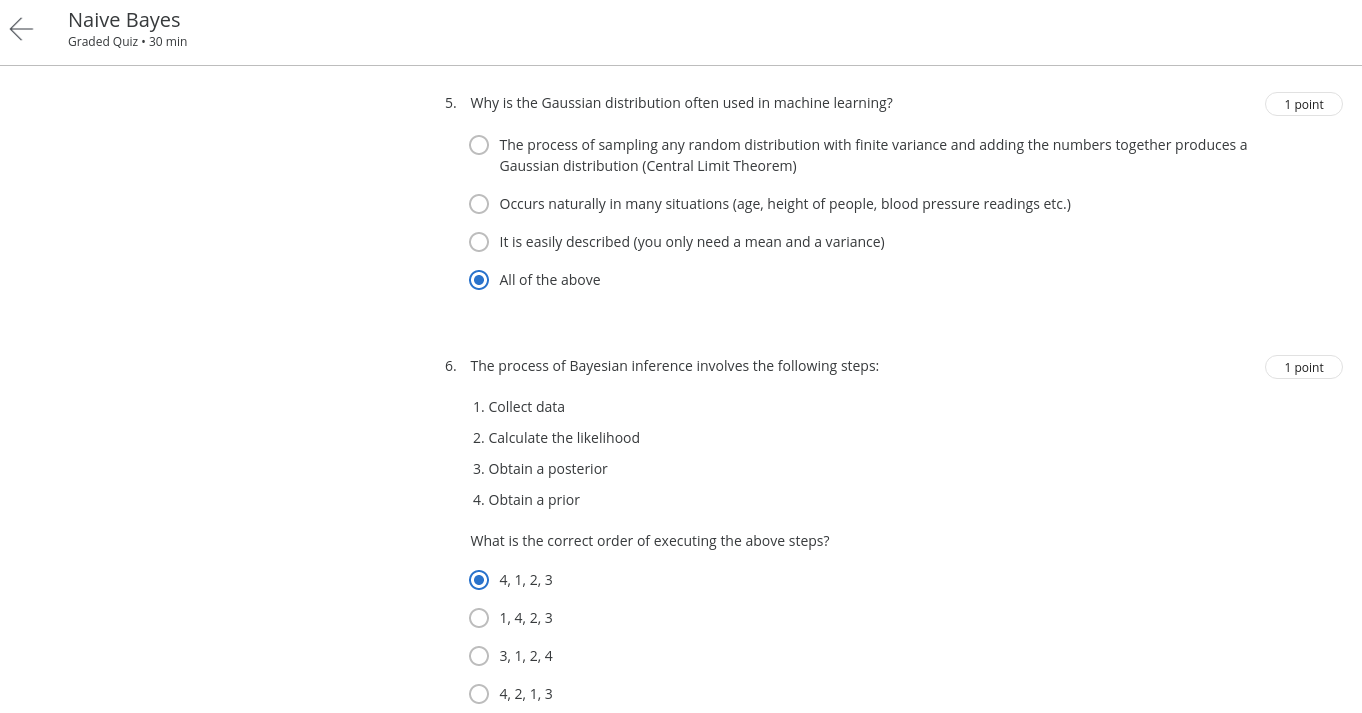 Naive Bayes
Graded Quiz • 30 min
5. Why is the Gaussian distribution often used in machine learning?
1 point
The process of sampling any random distribution with finite variance and adding the numbers together produces a
Gaussian distribution (Central Limit Theorem)
Occurs naturally in many situations (age, height of people, blood pressure readings etc.)
It is easily described (you only need a mean and a variance)
All of the above
6. The process of Bayesian inference involves the following steps:
1 point
1. Collect data
2. Calculate the likelihood
3. Obtain a posterior
4. Obtain a prior
What is the correct order of executing the above steps?
4, 1, 2, 3
1, 4, 2, 3
3, 1, 2, 4
4, 2, 1, 3